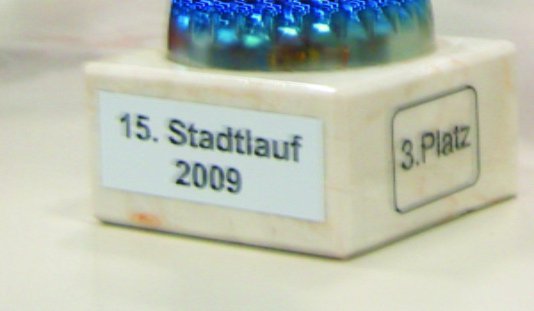 15. Stadtlauf
2009
3.Platz